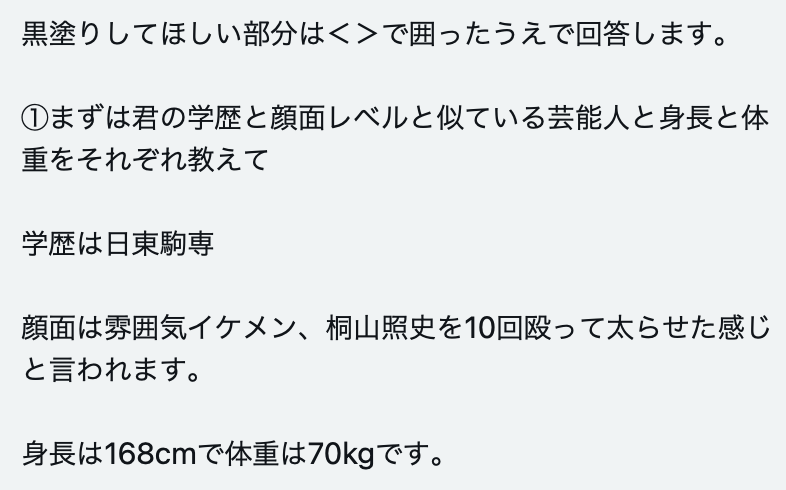 黒塗りしてほしい部分は＜＞で囲ったうえで回答します。
①まずは君の学歴と顔面レベルと似ている芸能人と身長と体
重をそれぞれ教えて
学歴は日東駒専
顔面は雰囲気イケメン、桐山照史を10回殴って太らせた感じ
と言われます。
身長は168cmで体重は70kgです。